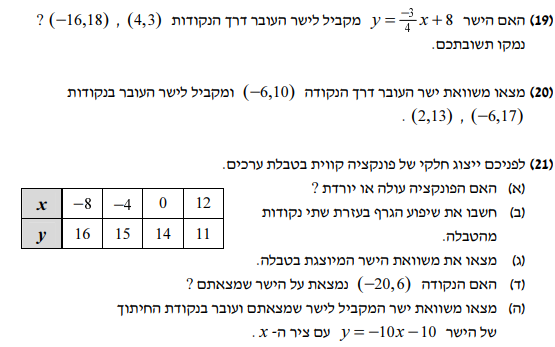 (19) האם הישר y = -3/4 x + 8 מקביל לישר העובר דרך הנקודות (4,3) , (−16,18) ?
נמקו תשובתכם.
(20) מצאו משוואת ישר העובר דרך הנקודה (−6,10) ומקביל לישר העובר בנקודות
(−6,17) , (2,13) .
(21) לפניכם ייצוג חלקי של פונקציה קווית בטבלת ערכים.
(א) האם הפונקציה עולה או יורדת ?
(ב) חשבו את שיפוע הגרף בעזרת שתי נקודות
מהטבלה.
x −8 −4 0 12
y 16 15 14 11
(ג) מצאו את משוואת הישר המיוצגת בטבלה.
(ד) האם הנקודה (−20,6) נמצאת על הישר שמצאתם ?
(ה) מצאו משוואת ישר המקביל לישר שמצאתם ועובר בנקודת החיתוך
של הישר y = −10x − 10 עם ציר ה- x .